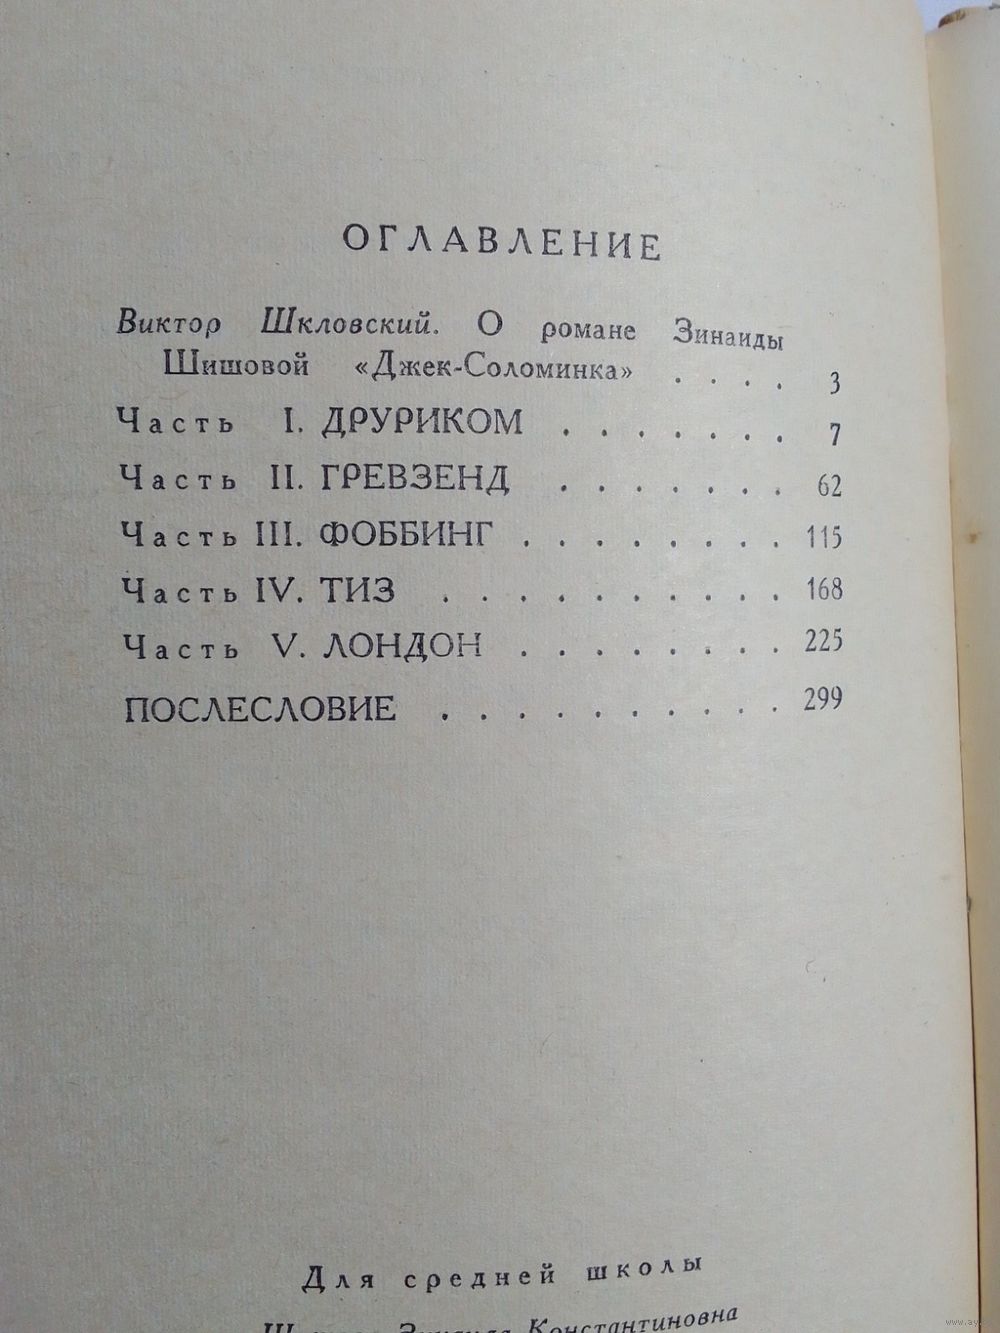 ОГЛАВЛЕНИЕ
Виктор Шкловский. О романе Зинаиды
Шишовой «Джек-Соломинка» . . . . 3
Часть I. ДРУРИКОМ . . . . . . . 7
Часть II. ГРЕВЗЕНД . . . . . . . 62
Часть III. ФОББИНГ . . . . . . . . 115
Часть IV. ТИЗ . . . . . . . . . . 168
Часть V. ЛОНДОН . . . . . . . . 225
ПОСЛЕСЛОВИЕ . . . . . . . . . . 299
Для средней школы
Константиновна